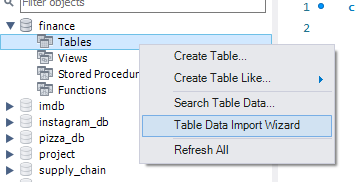 Filter objects
finance
Tables
Views
Stored Procedur
Functions
imdb
instagram_db
pizza_db
project
supply_chain
Create Table...
Create Table Like...
Search Table Data...
Table Data Import Wizard
Refresh All
1
c
2